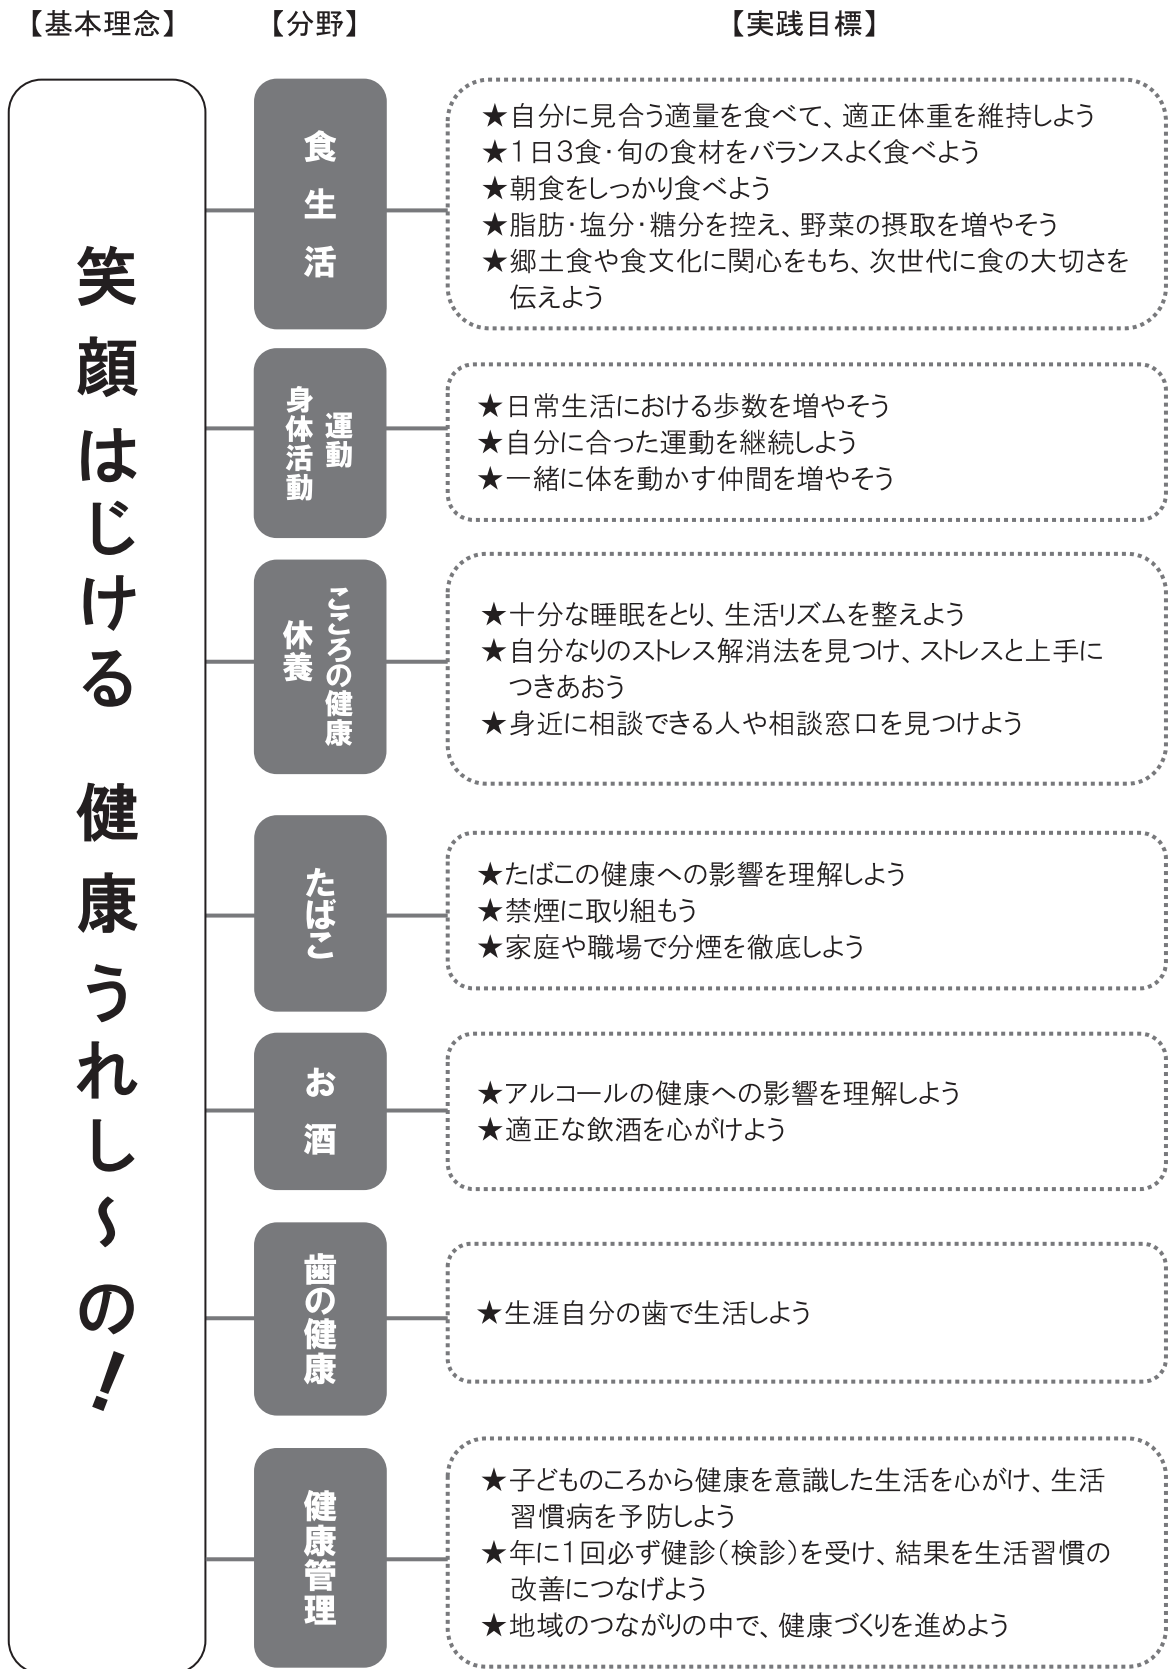 【基本理念】
【分野】
【実践目標】
笑顔はじける 健康うれし~の!
食生活
★自分に見合う適量を食べて、適正体重を維持しよう
★1日3食・旬の食材をバランスよく食べよう
★朝食をしっかり食べよう
★脂肪・塩分・糖分を控え、野菜の摂取を増やそう
★郷土食や食文化に関心をもち、次世代に食の大切さを
伝えよう
運動
身体活動
★日常生活における歩数を増やそう
★自分に合った運動を継続しよう
★一緒に体を動かす仲間を増やそう
こころの健康
休養
★十分な睡眠をとり、生活リズムを整えよう
★自分なりのストレス解消法を見つけ、ストレスと上手に
つきあおう
★身近に相談できる人や相談窓口を見つけよう
たばこ
★たばこの健康への影響を理解しよう
★禁煙に取り組もう
★家庭や職場で分煙を徹底しよう
お酒
★アルコールの健康への影響を理解しよう
★適正な飲酒を心がけよう
歯の健康
★生涯自分の歯で生活しよう
健康管理
★子どものころから健康を意識した生活を心がけ、生活
習慣病を予防しよう
★年に1回必ず健診(検診)を受け、結果を生活習慣の
改善につなげよう
★地域のつながりの中で、健康づくりを進めよう